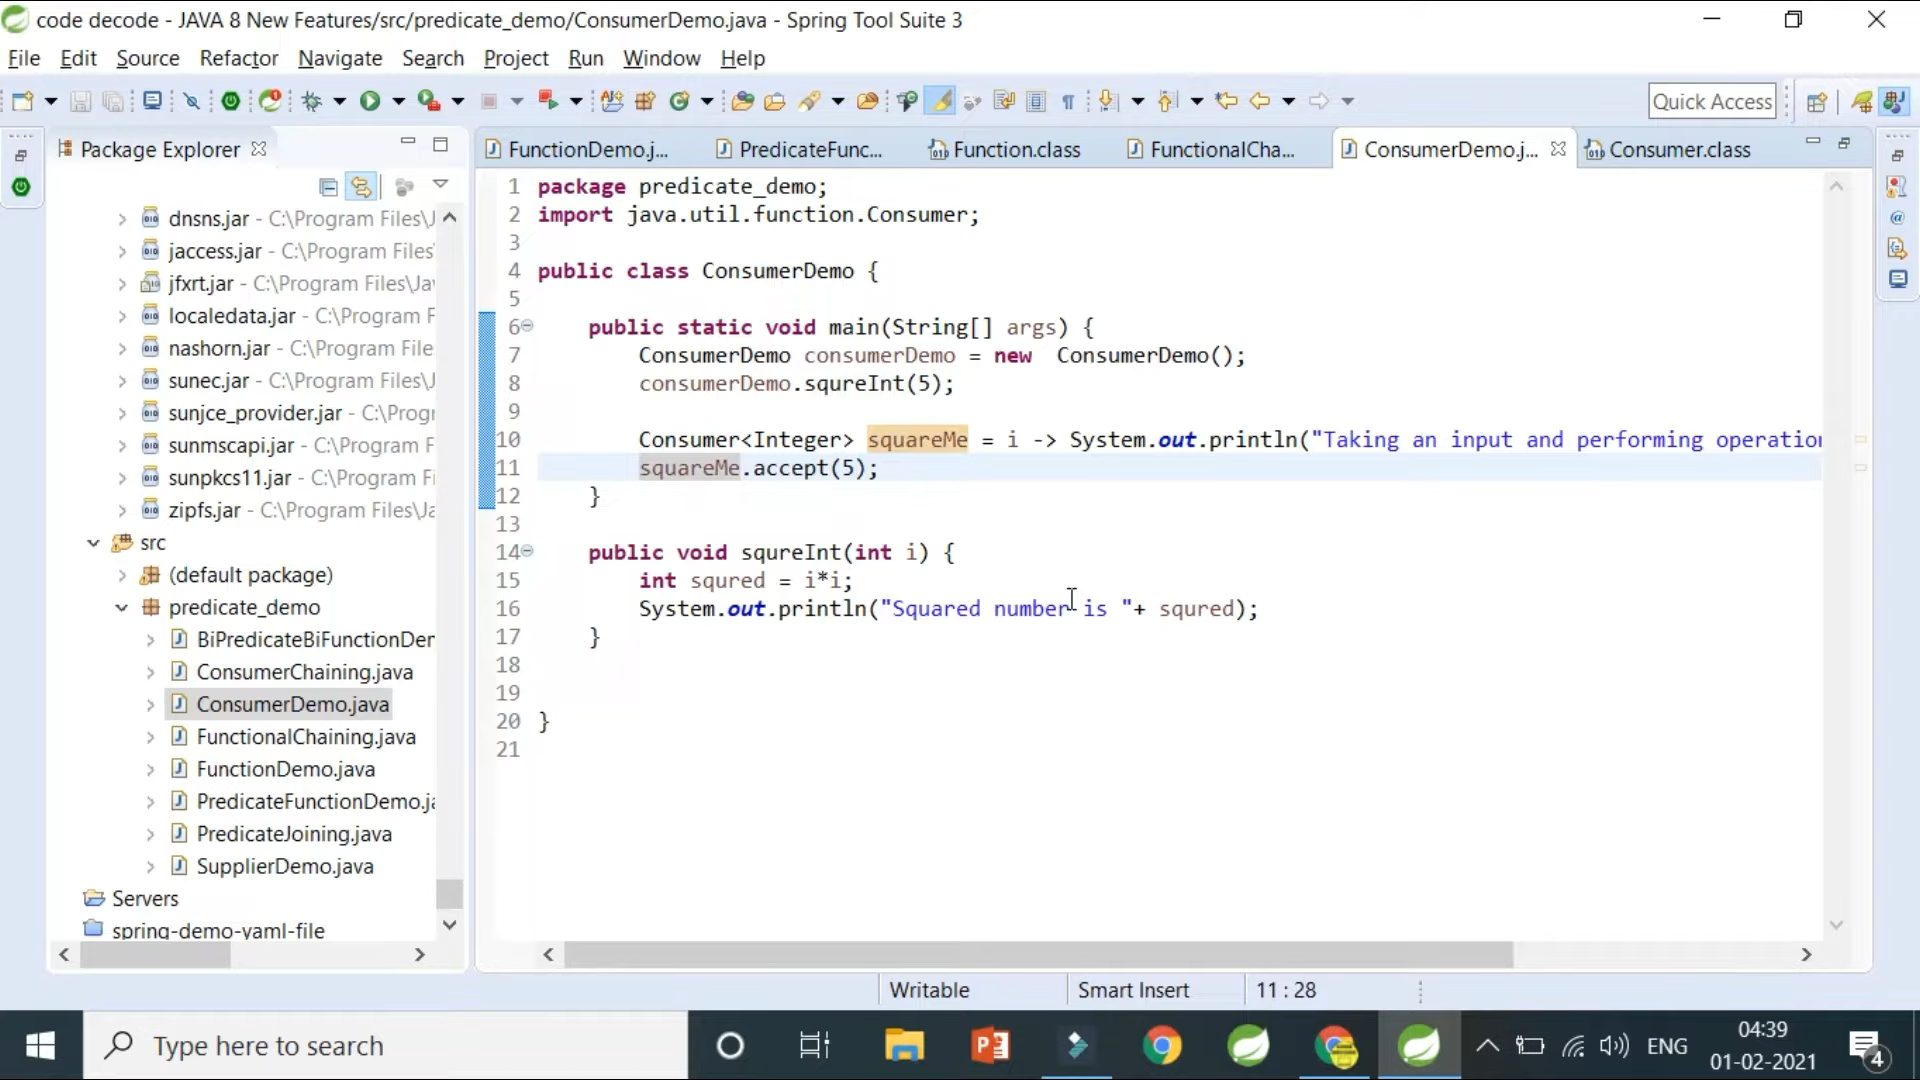 code decode - JAVA 8 New Features/src/predicate_demo/ConsumerDemo.java - Spring Tool Suite 3
File Edit Source Refactor Navigate Search Project Run Window Help
Quick Access
Package Explorer
FunctionDemo.j... PredicateFunc... Function.class FunctionalCha... ConsumerDemo.j... Consumer.class
dnsns.jar - C:\Program Files\J
jaccess.jar - C:\Program Files
jfxrt.jar - C:\Program Files\Ja
localedata.jar - C:\Program F
nashorn.jar - C:\Program File
sunec.jar - C:\Program Files\J
sunjce_provider.jar - C:\Progr
sunmscapi.jar - C:\Program
sunpkcs11.jar - C:\Program
zipfs.jar - C:\Program Files\Ja
src
(default package)
predicate_demo
BiPredicateBiFunctionDer
ConsumerChaining.java
ConsumerDemo.java
FunctionalChaining.java
FunctionDemo.java
PredicateFunctionDemo.ja
PredicateJoining.java
SupplierDemo.java
Servers
spring-demo-yaml-file
1 package predicate_demo;
2 import java.util.function.Consumer;
3
4 public class ConsumerDemo {
5
6 public static void main(String[] args) {
7 ConsumerDemo consumerDemo = new  ConsumerDemo();
8 consumerDemo.squreInt(5);
9
10 Consumer<Integer> squareMe = i -> System.out.println("Taking an input and performing operation
11 squareMe.accept(5);
12 }
13
14 public void squreInt(int i) {
15 int squred = i*i;
16 System.out.println("Squared number is "+ squred);
17 }
18
19
20 }
21
Writable Smart Insert 11 : 28
Type here to search
ENG
04:39
01-02-2021
4